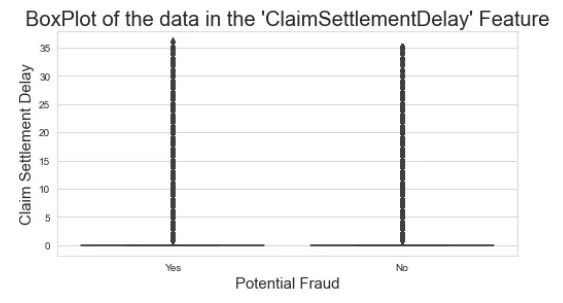 BoxPlot of the data in the 'ClaimSettlementDelay' Feature
Claim Settlement Delay
35
30
25
20
15
10
5
0
Yes No
Potential Fraud